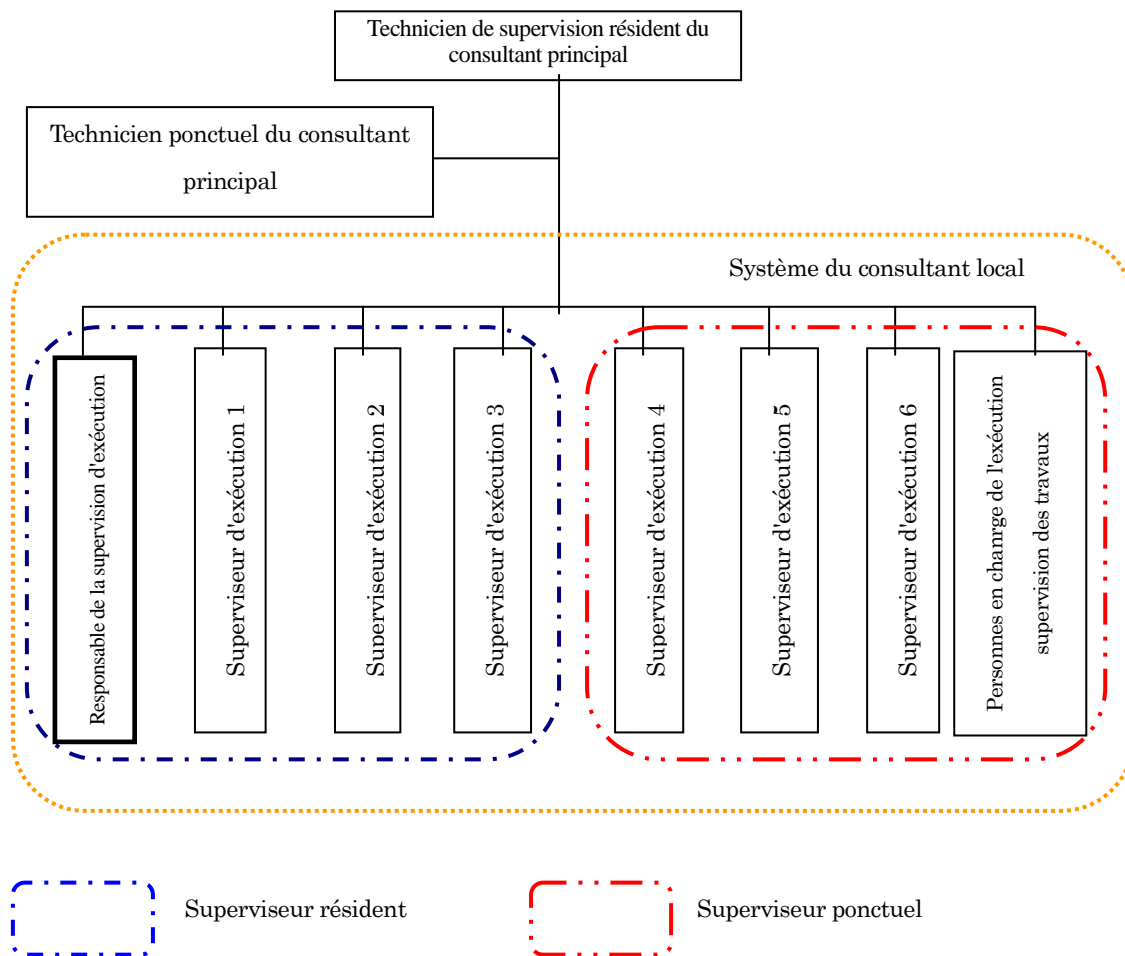 Technicien de supervision résident du
consultant principal
Technicien ponctuel du consultant
principal
Système du consultant local
Responsable de la supervision d'exécution
Superviseur d'exécution 1
Superviseur d'exécution 2
Superviseur d'exécution 3
Superviseur d'exécution 4
Superviseur d'exécution 5
Superviseur d'exécution 6
Personnes en chanrge de l'exécution
supervision des travaux
Superviseur résident
Superviseur ponctuel